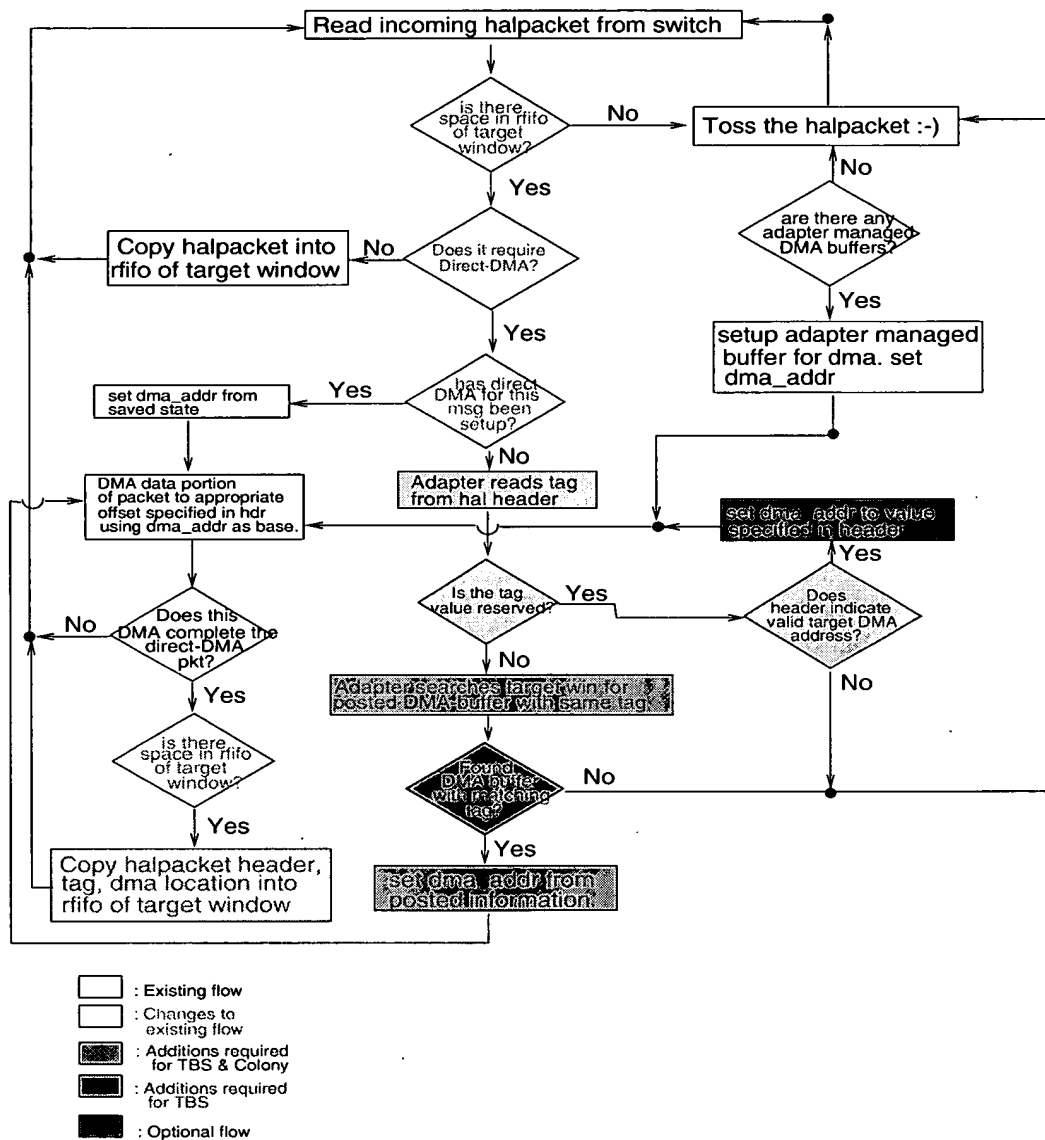 Read incoming halpacket from switch
is there
space in rfifo
of target
window?
No
Toss the halpacket :-)
Yes
No
are there any
adapter managed
DMA buffers?
Copy halpacket into
rfifo of target window
No
Does it require
Direct-DMA?
Yes
Yes
setup adapter managed
buffer for dma. set
dma_addr
set dma_addr from
saved state
Yes
has direct
DMA for this
msg been
setup?
No
Adapter reads tag
from hal header
DMA data portion
of packet to appropriate
offset specified in hdr
using dma_addr as base.
set dma_addr to value
specified in header
Yes
Is the tag
value reserved?
Yes
Does
header indicate
valid target DMA
address?
No
Does this
DMA complete the
direct-DMA
pkt?
No
No
Yes
Adapter searches target win for
posted DMA buffer with same tag
is there
space in rfifo
of target
window?
Found
DMA buffer
with matching
tag?
No
Yes
Yes
Copy halpacket header,
tag, dma location into
rfifo of target window
set dma_addr from
posted information.
: Existing flow
: Changes to
existing flow
: Additions required
for TBS & Colony
: Additions required
for TBS
: Optional flow